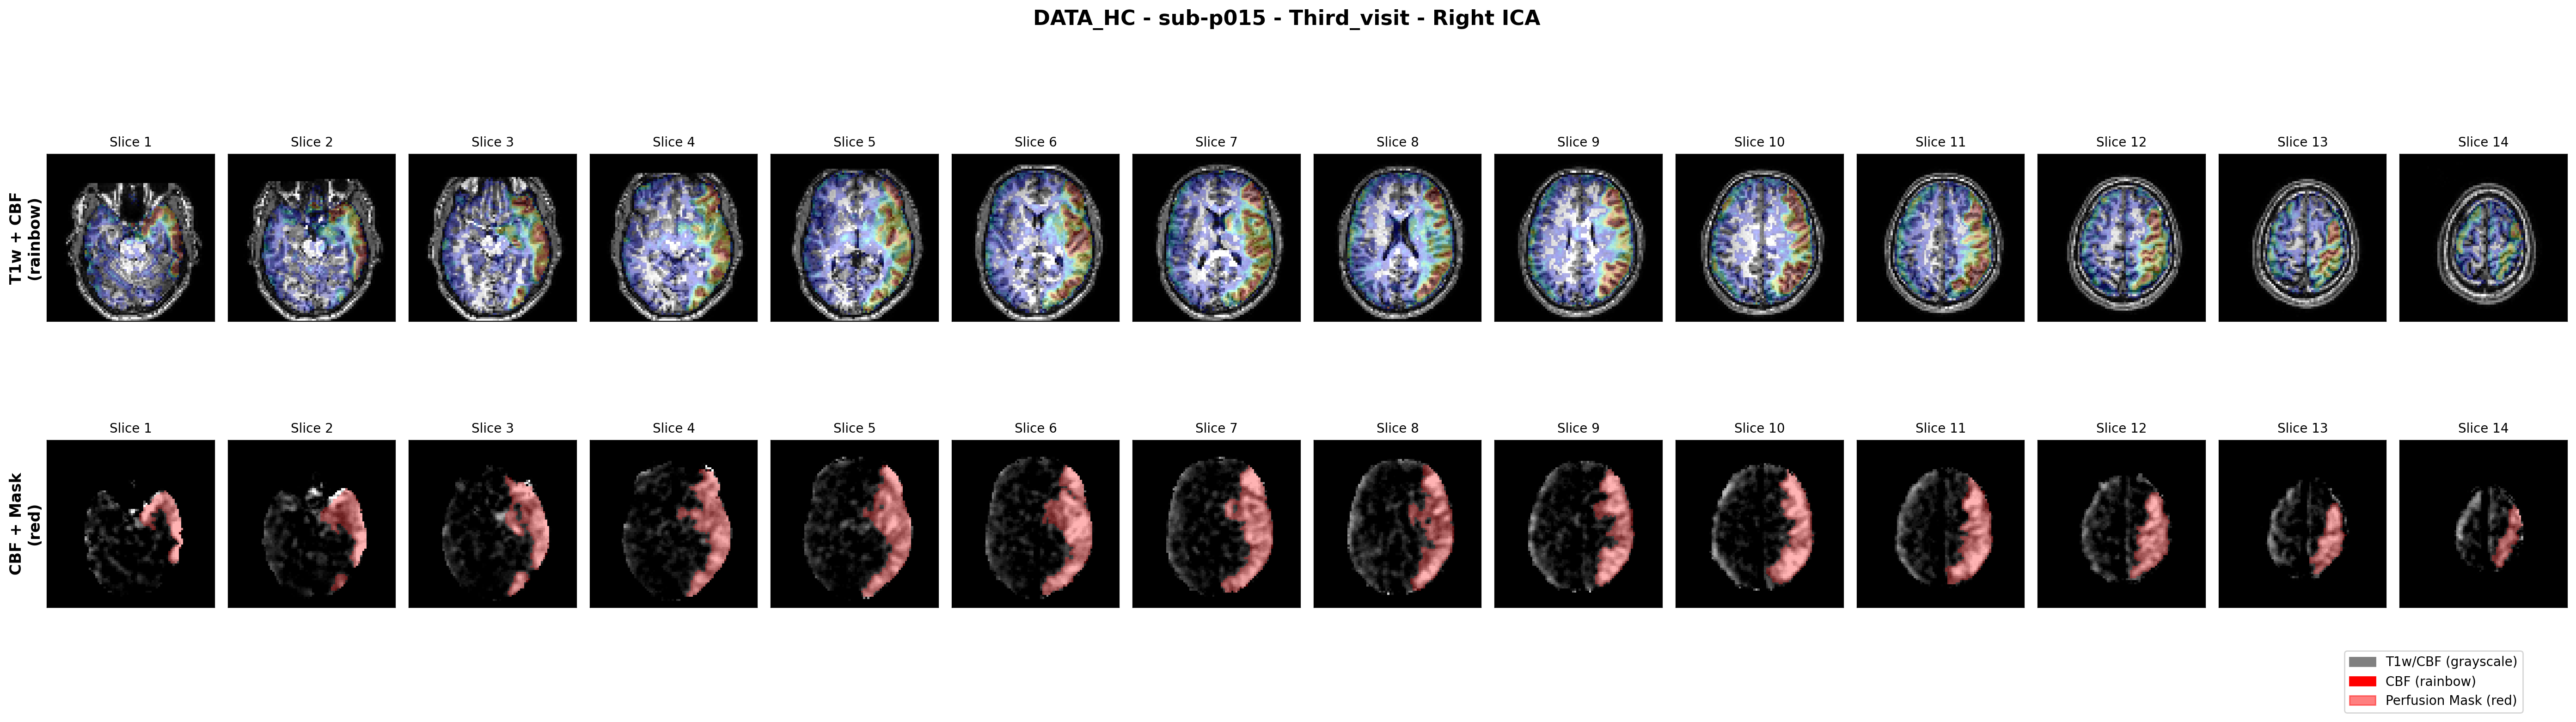 DATA_HC - sub-p015 - Third_visit - Right ICA
Slice 1 Slice 2 Slice 3 Slice 4 Slice 5 Slice 6 Slice 7 Slice 8 Slice 9 Slice 10 Slice 11 Slice 12 Slice 13 Slice 14
T1w + CBF
(rainbow)
Slice 1 Slice 2 Slice 3 Slice 4 Slice 5 Slice 6 Slice 7 Slice 8 Slice 9 Slice 10 Slice 11 Slice 12 Slice 13 Slice 14
CBF + Mask
(red)
T1w/CBF (grayscale)
CBF (rainbow)
Perfusion Mask (red)